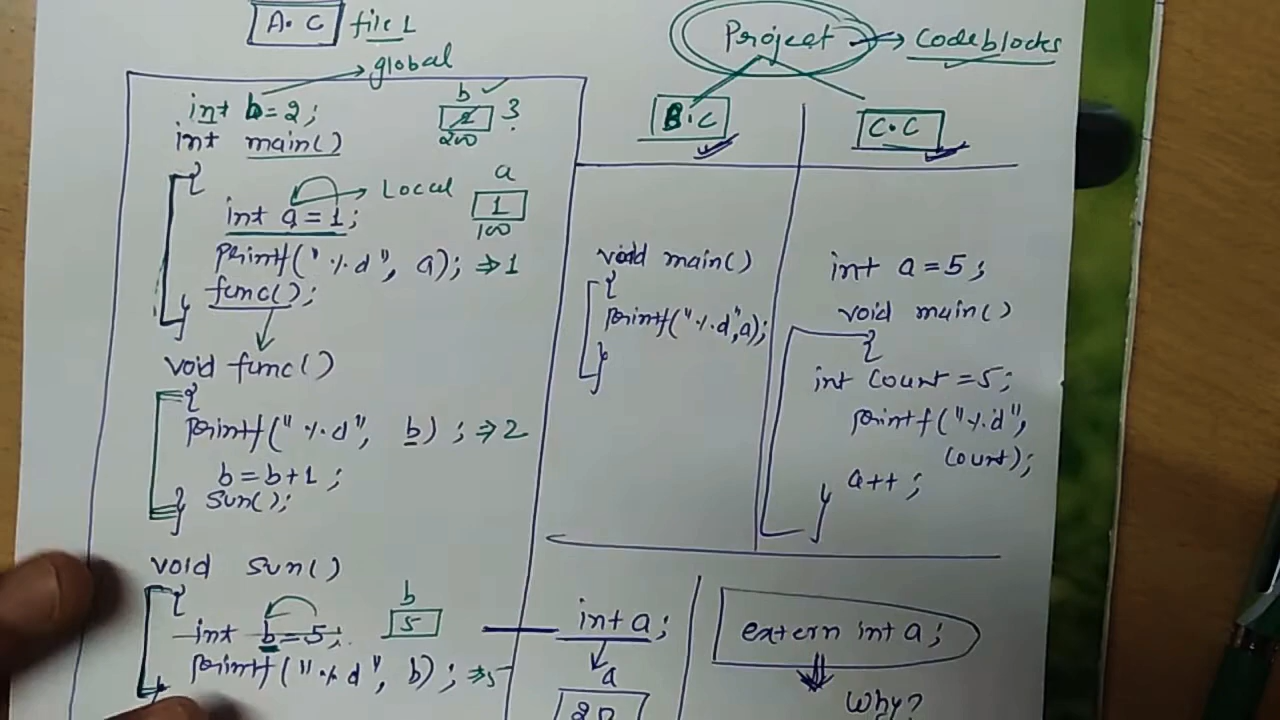 A.C file1
global
int b=2;
b
2 3
200
int main()
{
Local
a
int a=1;
1
100
printf("%d", a); ⇒1
func();
}
void func()
{
printf("%d", b); ⇒2
b=b+1;
sun();
}
void sun()
{
b
int b=5;
5
printf("%d", b); ⇒5
Project → Codeblocks
B.C
C.C
void main()
{
printf("%d",a);
}
int a=5;
void main()
{
int count=5;
printf("%d",
count);
a++;
}
int a;
a
20
extern int a;
Why?